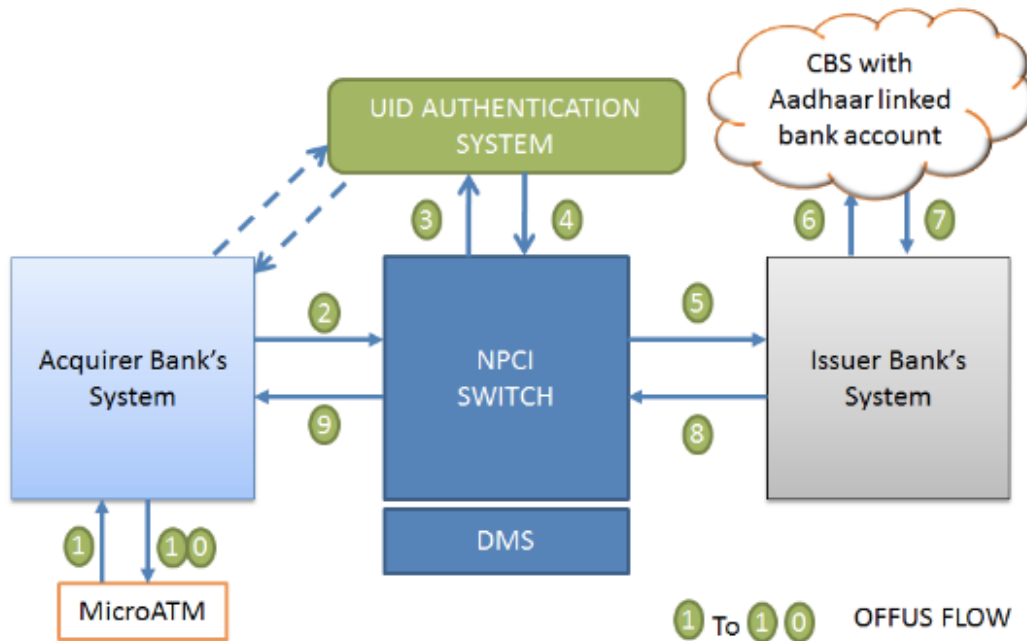 CBS with
Aadhaar linked
bank account
UID AUTHENTICATION
SYSTEM
3
4
6
7
Acquirer Bank's
System
2
9
NPCI
SWITCH
5
8
Issuer Bank's
System
DMS
1
10
MicroATM
1 To 10 OFFUS FLOW